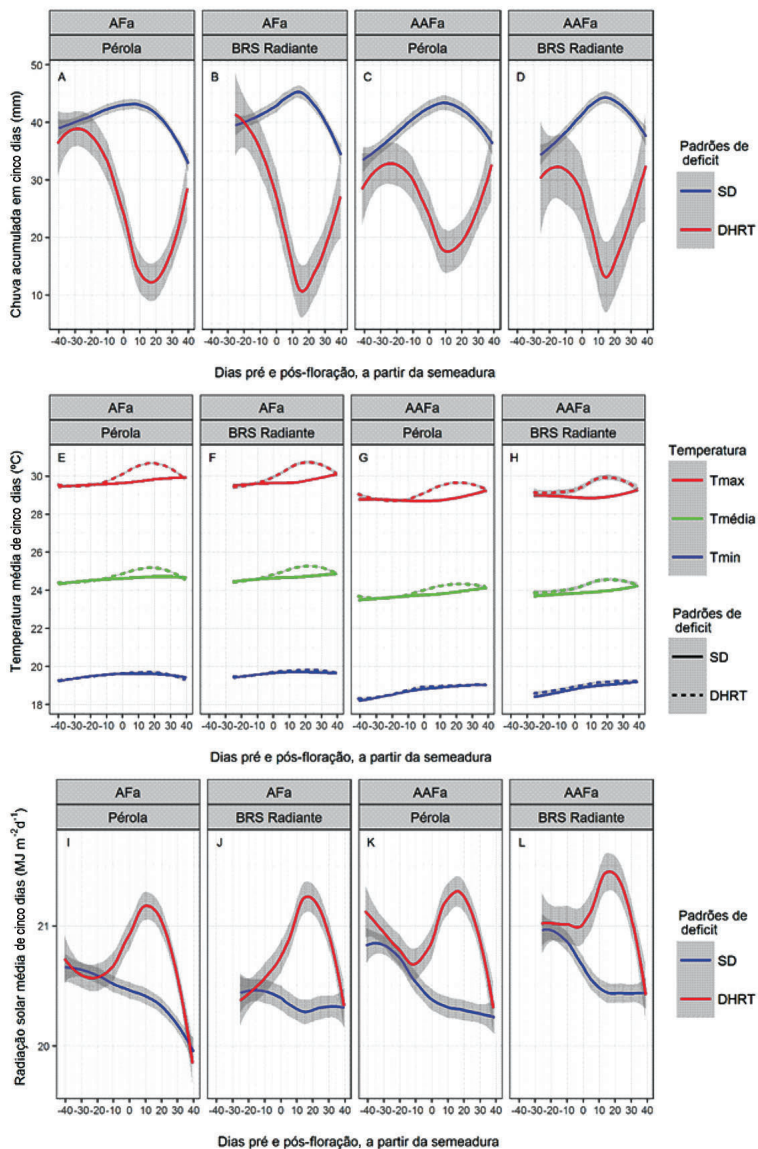 AFa AFa AAFa AAFa
Pérola BRS Radiante Pérola BRS Radiante
A B C D
Chuva acumulada em cinco dias (mm)
50
40
30
20
10
-40-30-20-10 0 10 20 30 40 -40-30-20-10 0 10 20 30 40 -40-30-20-10 0 10 20 30 40 -40-30-20-10 0 10 20 30 40
Dias pré e pós-floração, a partir da semeadura
Padrões de
deficit
SD
DHRT
AFa AFa AAFa AAFa
Pérola BRS Radiante Pérola BRS Radiante
E F G H
Temperatura média de cinco dias (ºC)
30
28
26
24
22
20
18
-40-30-20-10 0 10 20 30 40 -40-30-20-10 0 10 20 30 40 -40-30-20-10 0 10 20 30 40 -40-30-20-10 0 10 20 30 40
Dias pré e pós-floração, a partir da semeadura
Temperatura
Tmax
Tmédia
Tmin
Padrões de
deficit
SD
DHRT
AFa AFa AAFa AAFa
Pérola BRS Radiante Pérola BRS Radiante
I J K L
Radiação solar média de cinco dias (MJ m⁻²d⁻¹)
21
20
-40-30-20-10 0 10 20 30 40 -40-30-20-10 0 10 20 30 40 -40-30-20-10 0 10 20 30 40 -40-30-20-10 0 10 20 30 40
Dias pré e pós-floração, a partir da semeadura
Padrões de
deficit
SD
DHRT